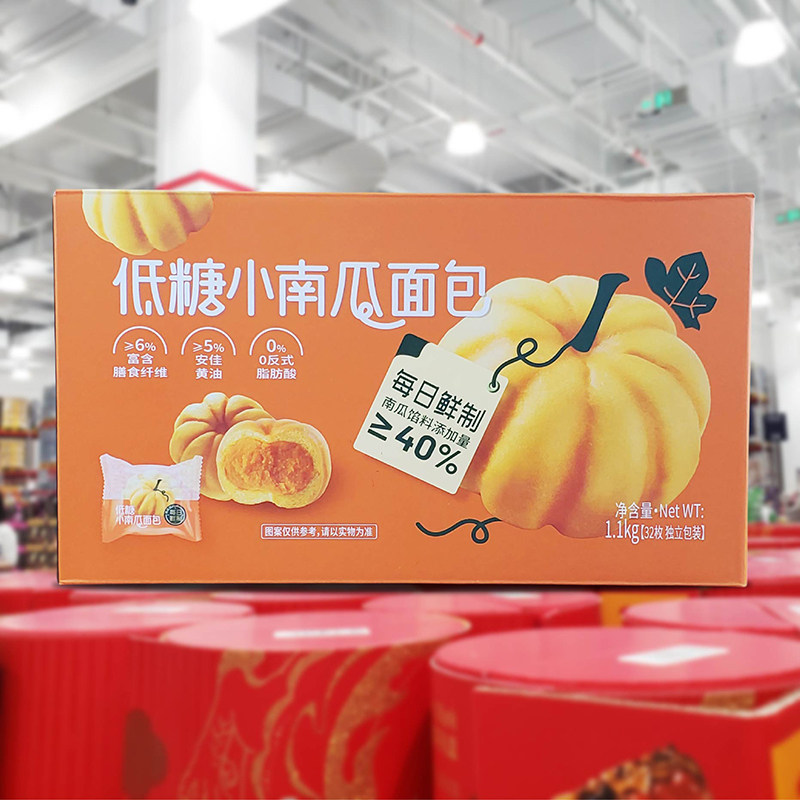 低糖小南瓜面包
≥6%
富含
膳食纤维
≥5%
安佳
黄油
0%
0反式
脂肪酸
每日鲜制
南瓜馅料添加量
≥40%
低糖
小南瓜面包
图案仅供参考,请以实物为准
净含量·Net WT:
1.1kg【32枚 独立包装】